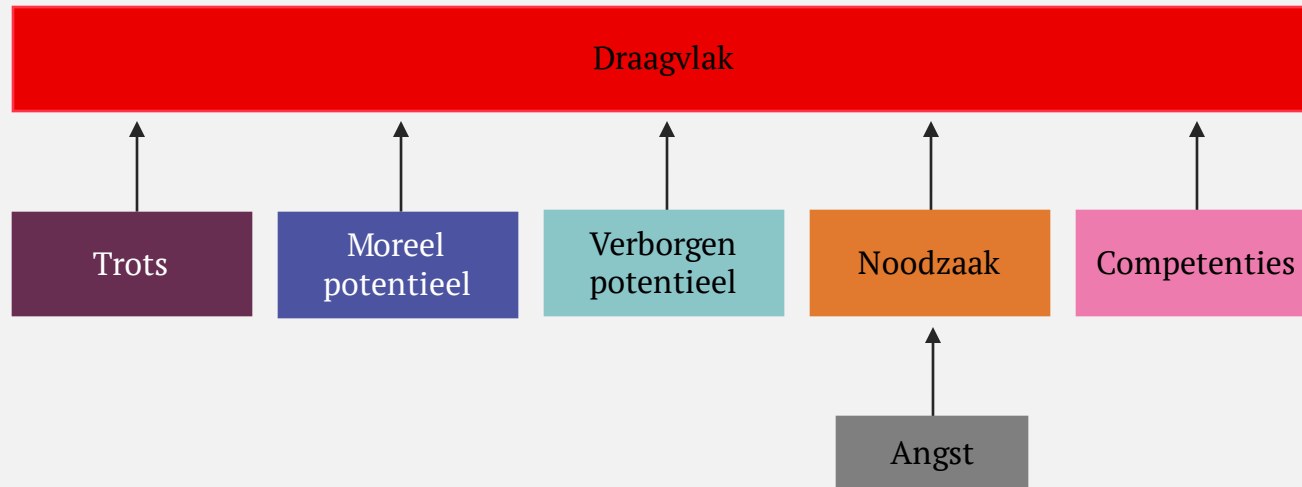 Draagvlak
Trots
Moreel
potentieel
Verborgen
potentieel
Noodzaak
Competenties
Angst